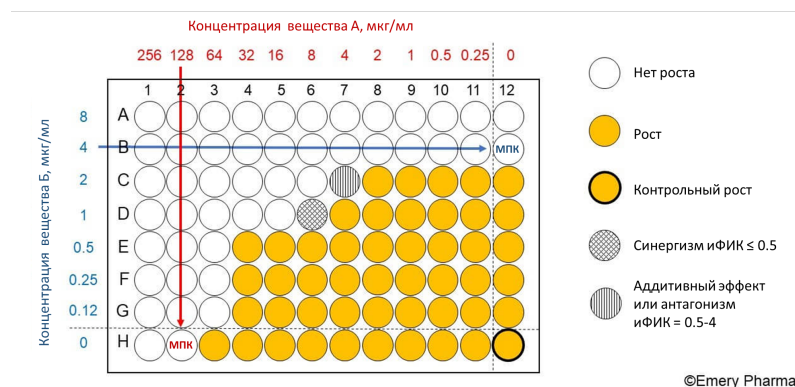 Концентрация вещества А, мкг/мл
256 128 64 32 16 8 4 2 1 0.5 0.25 0
1 2 3 4 5 6 7 8 9 10 11 12
Концентрация вещества Б, мкг/мл
8 A
4 B МПК
2 C
1 D
0.5 E
0.25 F
0.12 G
0 H МПК
Нет роста
Рост
Контрольный рост
Синергизм иФИК ≤ 0.5
Аддитивный эффект
или антагонизм
иФИК = 0.5-4
©Emery Pharma